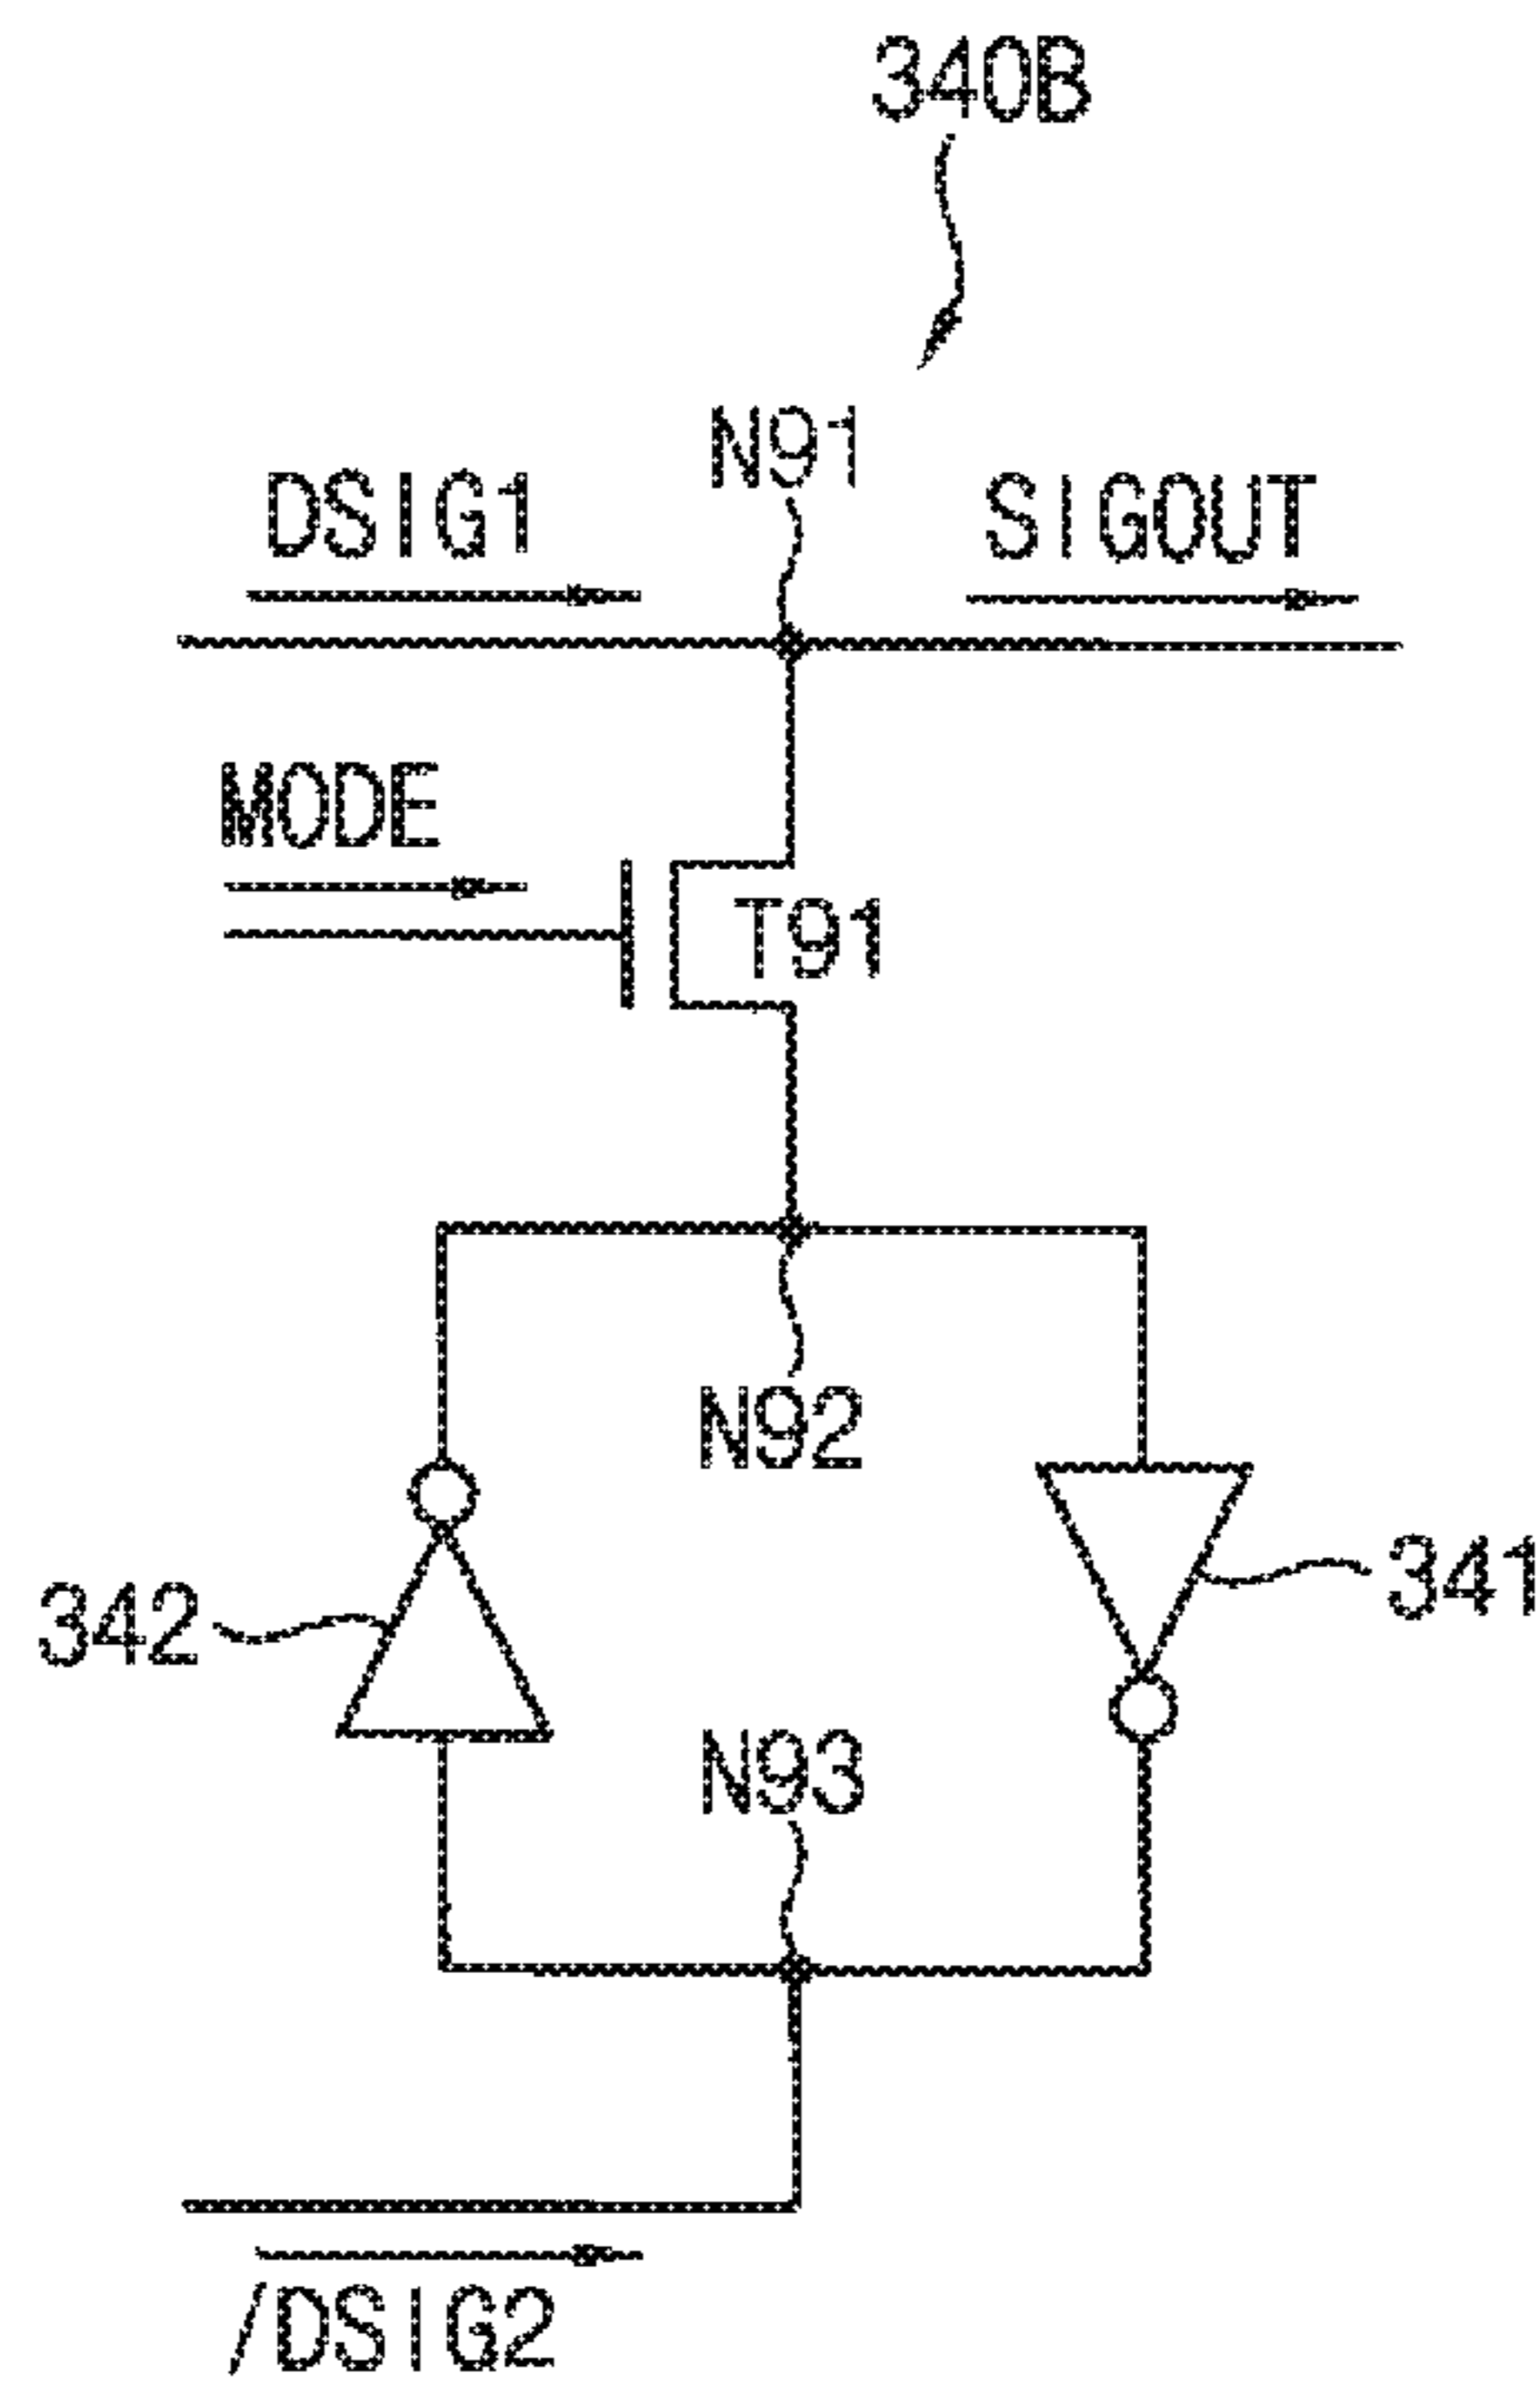 340B
N91
DSIG1
SIGOUT
MODE
T91
N92
342
341
N93
/DSIG2